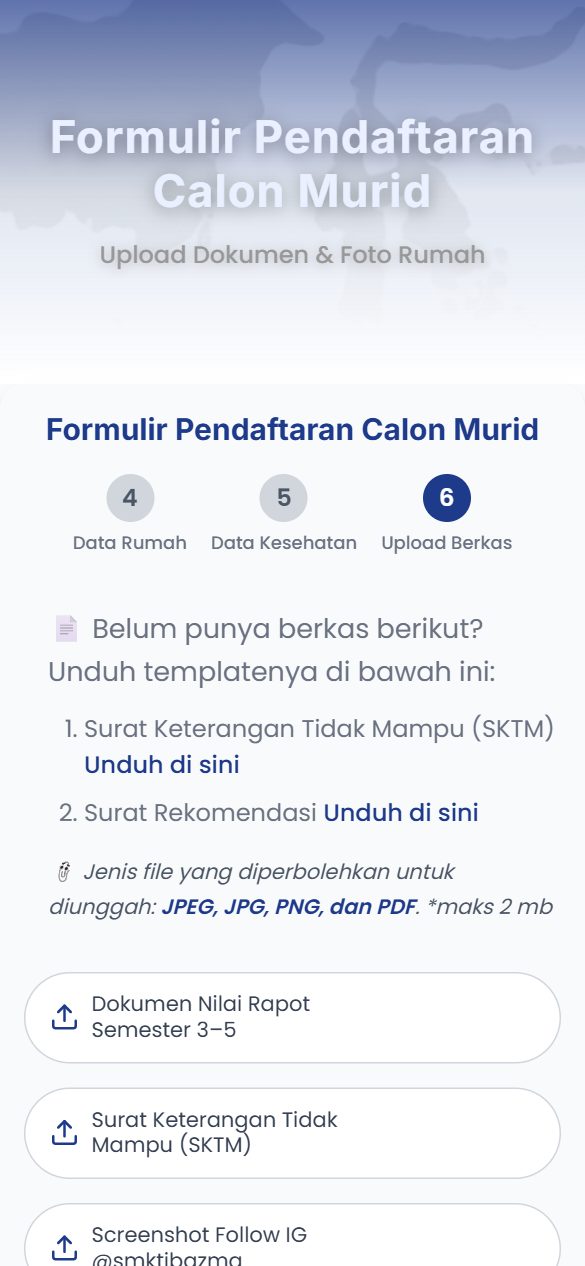 Formulir Pendaftaran
Calon Murid
Upload Dokumen & Foto Rumah
Formulir Pendaftaran Calon Murid
4
5
6
Data Rumah
Data Kesehatan
Upload Berkas
Belum punya berkas berikut?
Unduh templatenya di bawah ini:
1. Surat Keterangan Tidak Mampu (SKTM)
Unduh di sini
2. Surat Rekomendasi Unduh di sini
Jenis file yang diperbolehkan untuk
diunggah: JPEG, JPG, PNG, dan PDF. *maks 2 mb
Dokumen Nilai Rapot
Semester 3–5
Surat Keterangan Tidak
Mampu (SKTM)
Screenshot Follow IG
@smktibazma